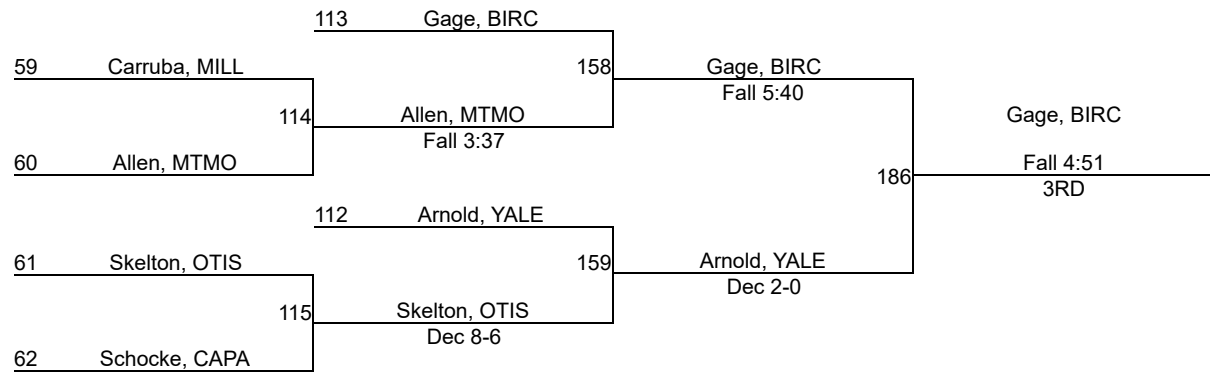 113 Gage, BIRC
59 Carruba, MILL
158 Gage, BIRC
Fall 5:40
114 Allen, MTMO
Fall 3:37
Gage, BIRC
60 Allen, MTMO
Fall 4:51
186
3RD
112 Arnold, YALE
61 Skelton, OTIS
159 Arnold, YALE
Dec 2-0
115 Skelton, OTIS
Dec 8-6
62 Schocke, CAPA